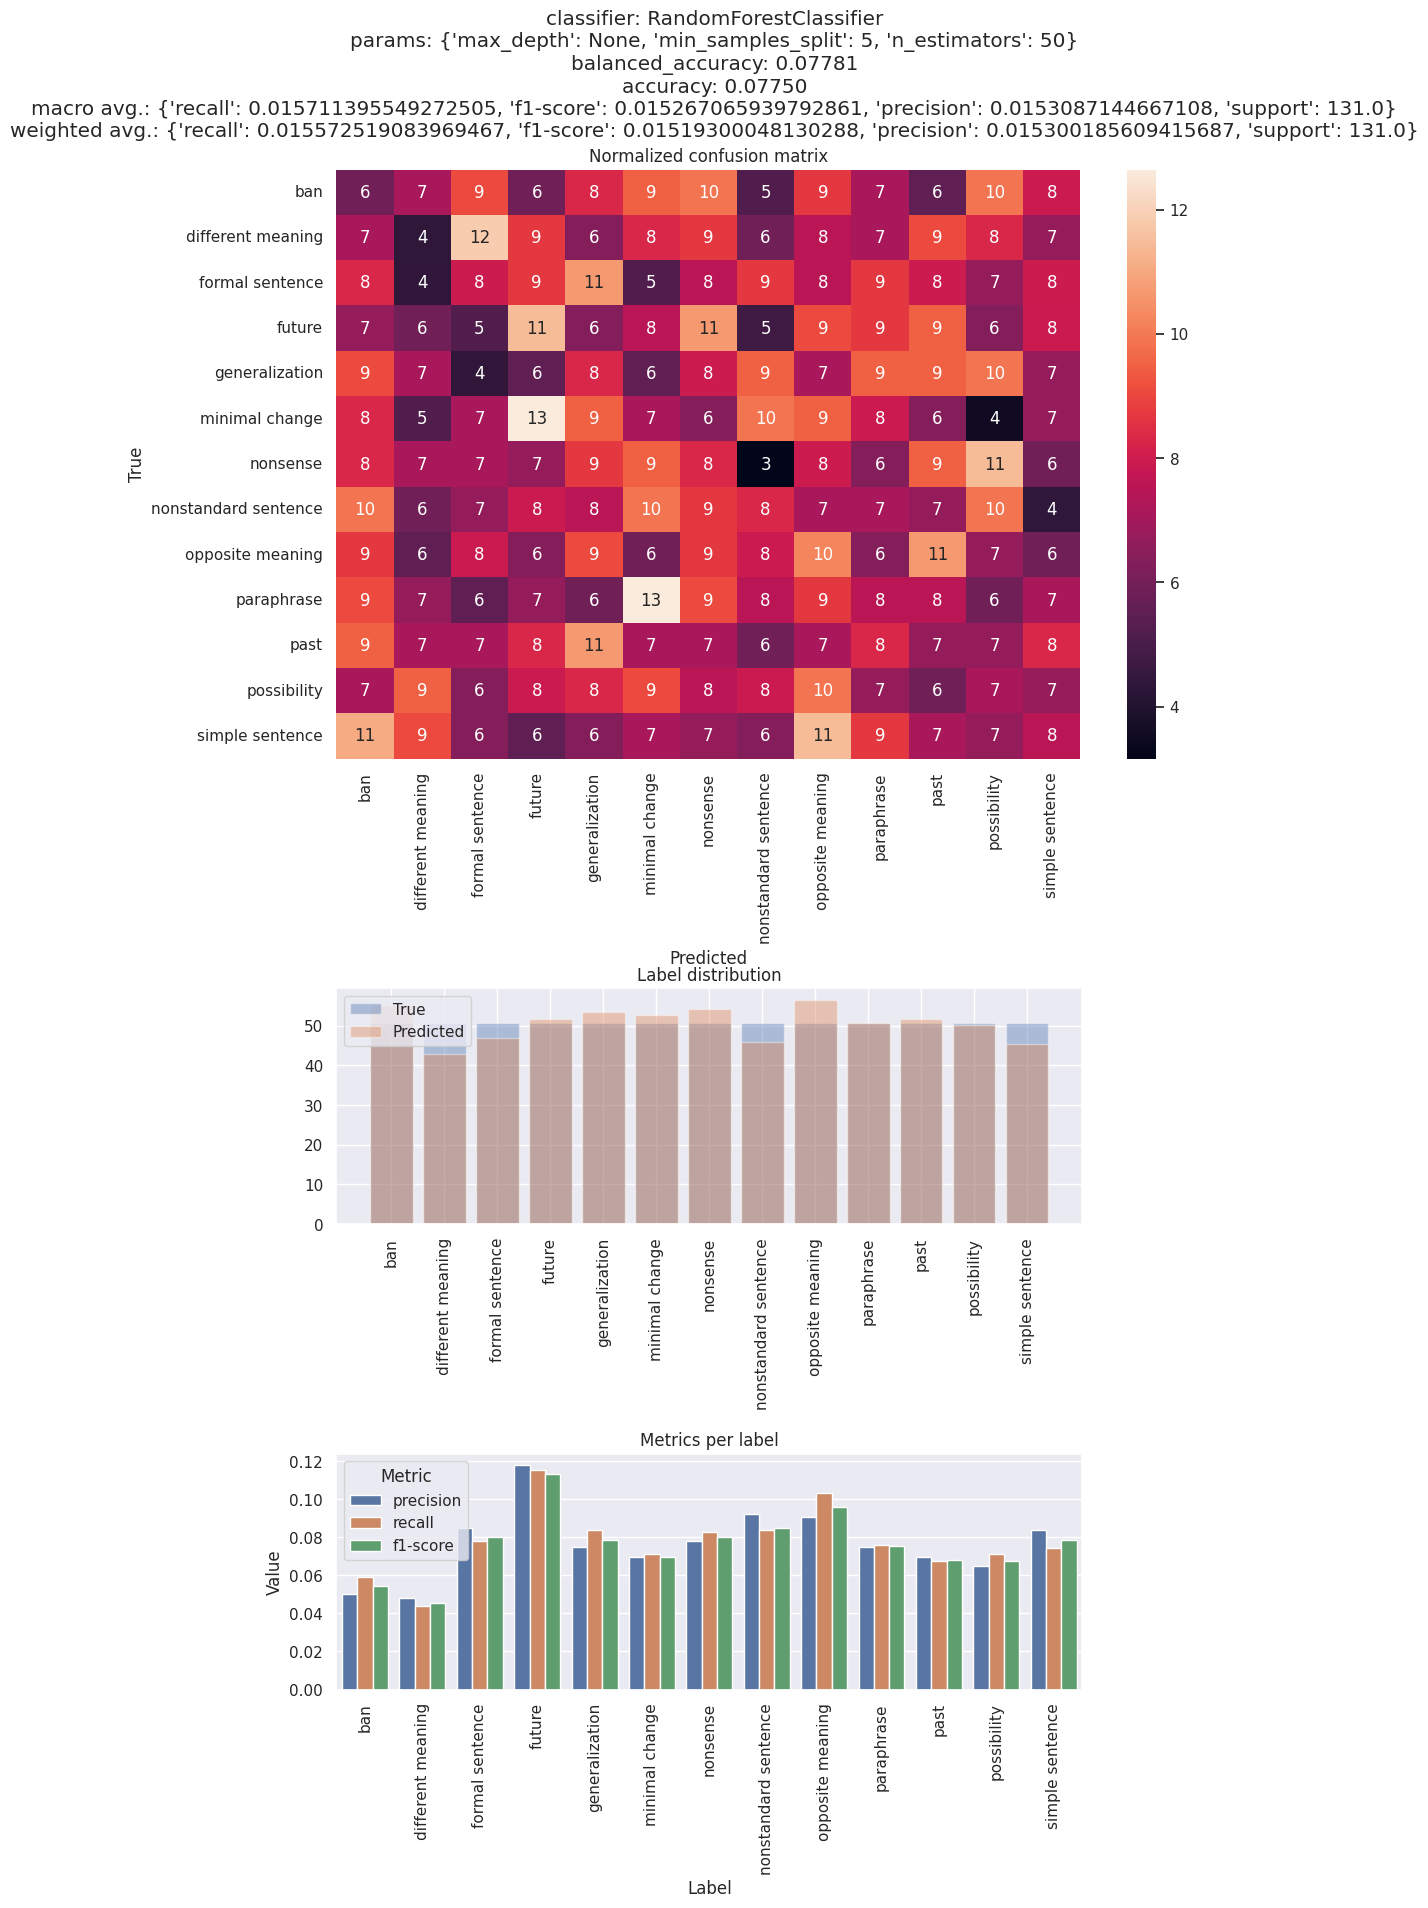 classifier: RandomForestClassifier
params: {'max_depth': None, 'min_samples_split': 5, 'n_estimators': 50}
balanced_accuracy: 0.07781
accuracy: 0.07750
macro avg.: {'recall': 0.015711395549272505, 'f1-score': 0.015267065939792861, 'precision': 0.0153087144667108, 'support': 131.0}
weighted avg.: {'recall': 0.015572519083969467, 'f1-score': 0.01519300048130288, 'precision': 0.015300185609415687, 'support': 131.0}
Normalized confusion matrix
True
ban 6 7 9 6 8 9 10 5 9 7 6 10 8
different meaning 7 4 12 9 6 8 9 6 8 7 9 8 7
formal sentence 8 4 8 9 11 5 8 9 8 9 8 7 8
future 7 6 5 11 6 8 11 5 9 9 9 6 8
generalization 9 7 4 6 8 6 8 9 7 9 9 10 7
minimal change 8 5 7 13 9 7 6 10 9 8 6 4 7
nonsense 8 7 7 7 9 9 8 3 8 6 9 11 6
nonstandard sentence 10 6 7 8 8 10 9 8 7 7 7 10 4
opposite meaning 9 6 8 6 9 6 9 8 10 6 11 7 6
paraphrase 9 7 6 7 6 13 9 8 9 8 8 6 7
past 9 7 7 8 11 7 7 6 7 8 7 7 8
possibility 7 9 6 8 8 9 8 8 10 7 6 7 7
simple sentence 11 9 6 6 6 7 7 6 11 9 7 7 8
12
10
8
6
4
ban
different meaning
formal sentence
future
generalization
minimal change
nonsense
nonstandard sentence
opposite meaning
paraphrase
past
possibility
simple sentence
Predicted
Label distribution
True
Predicted
50
40
30
20
10
0
ban
different meaning
formal sentence
future
generalization
minimal change
nonsense
nonstandard sentence
opposite meaning
paraphrase
past
possibility
simple sentence
Metrics per label
Metric
precision
recall
f1-score
Value
0.12
0.10
0.08
0.06
0.04
0.02
0.00
ban
different meaning
formal sentence
future
generalization
minimal change
nonsense
nonstandard sentence
opposite meaning
paraphrase
past
possibility
simple sentence
Label